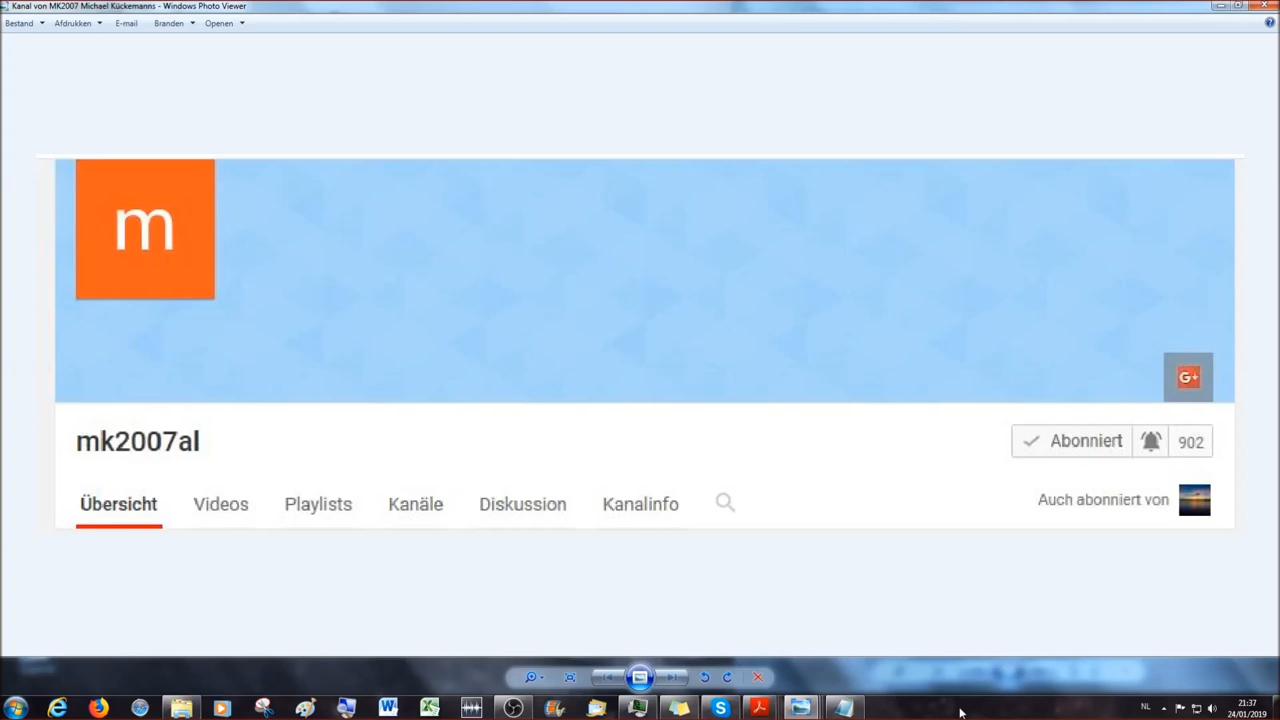 Kanal von MK2007 Michael Kückemanns - Windows Photo Viewer
Bestand Afdrukken E-mail Branden Openen
m
G+
mk2007al
Abonniert 902
Übersicht Videos Playlists Kanäle Diskussion Kanalinfo
Auch abonniert von
NL
21:37
24/01/2019